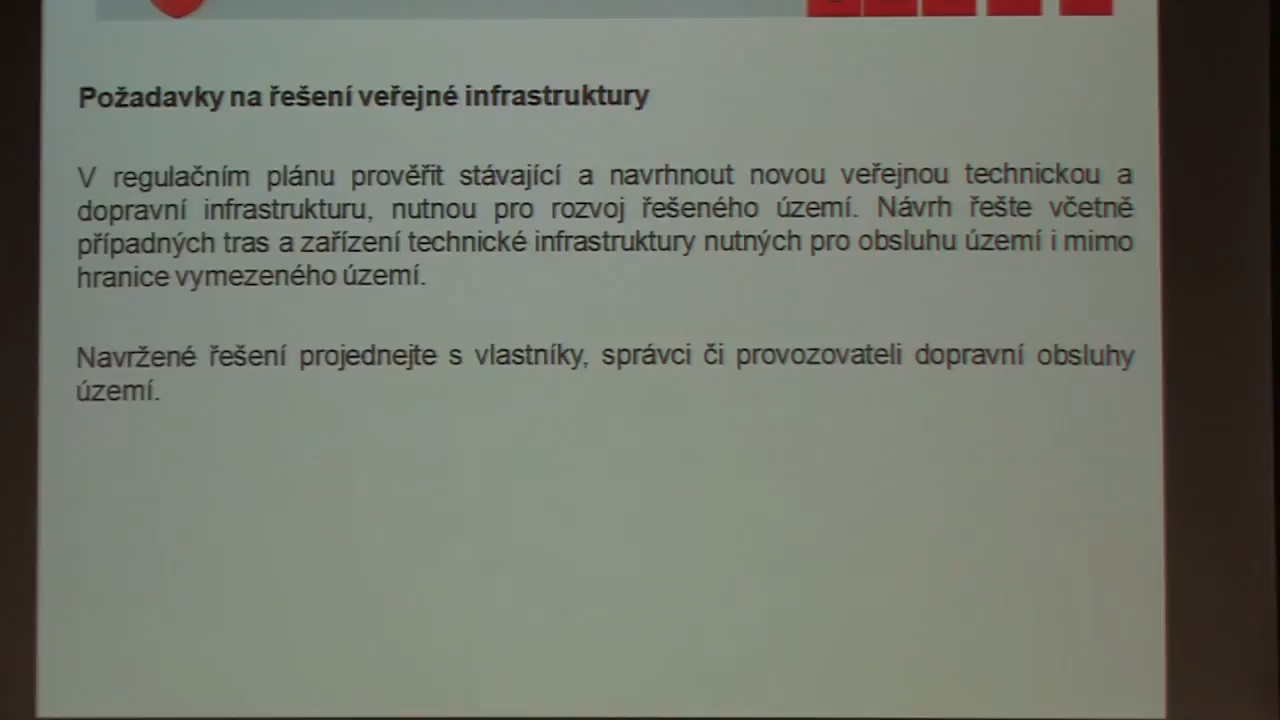 Požadavky na řešení veřejné infrastruktury
V regulačním plánu prověřit stávající a navrhnout novou veřejnou technickou a
dopravní infrastrukturu, nutnou pro rozvoj řešeného území. Návrh řešte včetně
případných tras a zařízení technické infrastruktury nutných pro obsluhu území i mimo
hranice vymezeného území.
Navržené řešení projednejte s vlastníky, správci či provozovateli dopravní obsluhy
území.